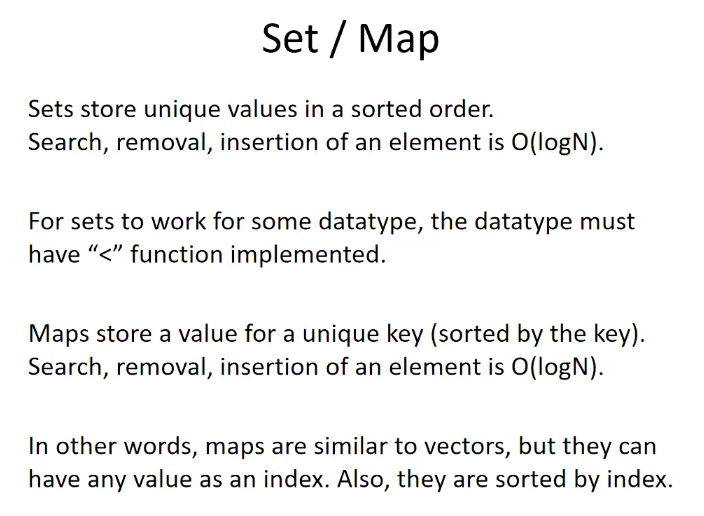 Set / Map
Sets store unique values in a sorted order.
Search, removal, insertion of an element is O(logN).
For sets to work for some datatype, the datatype must
have “<” function implemented.
Maps store a value for a unique key (sorted by the key).
Search, removal, insertion of an element is O(logN).
In other words, maps are similar to vectors, but they can
have any value as an index. Also, they are sorted by index.